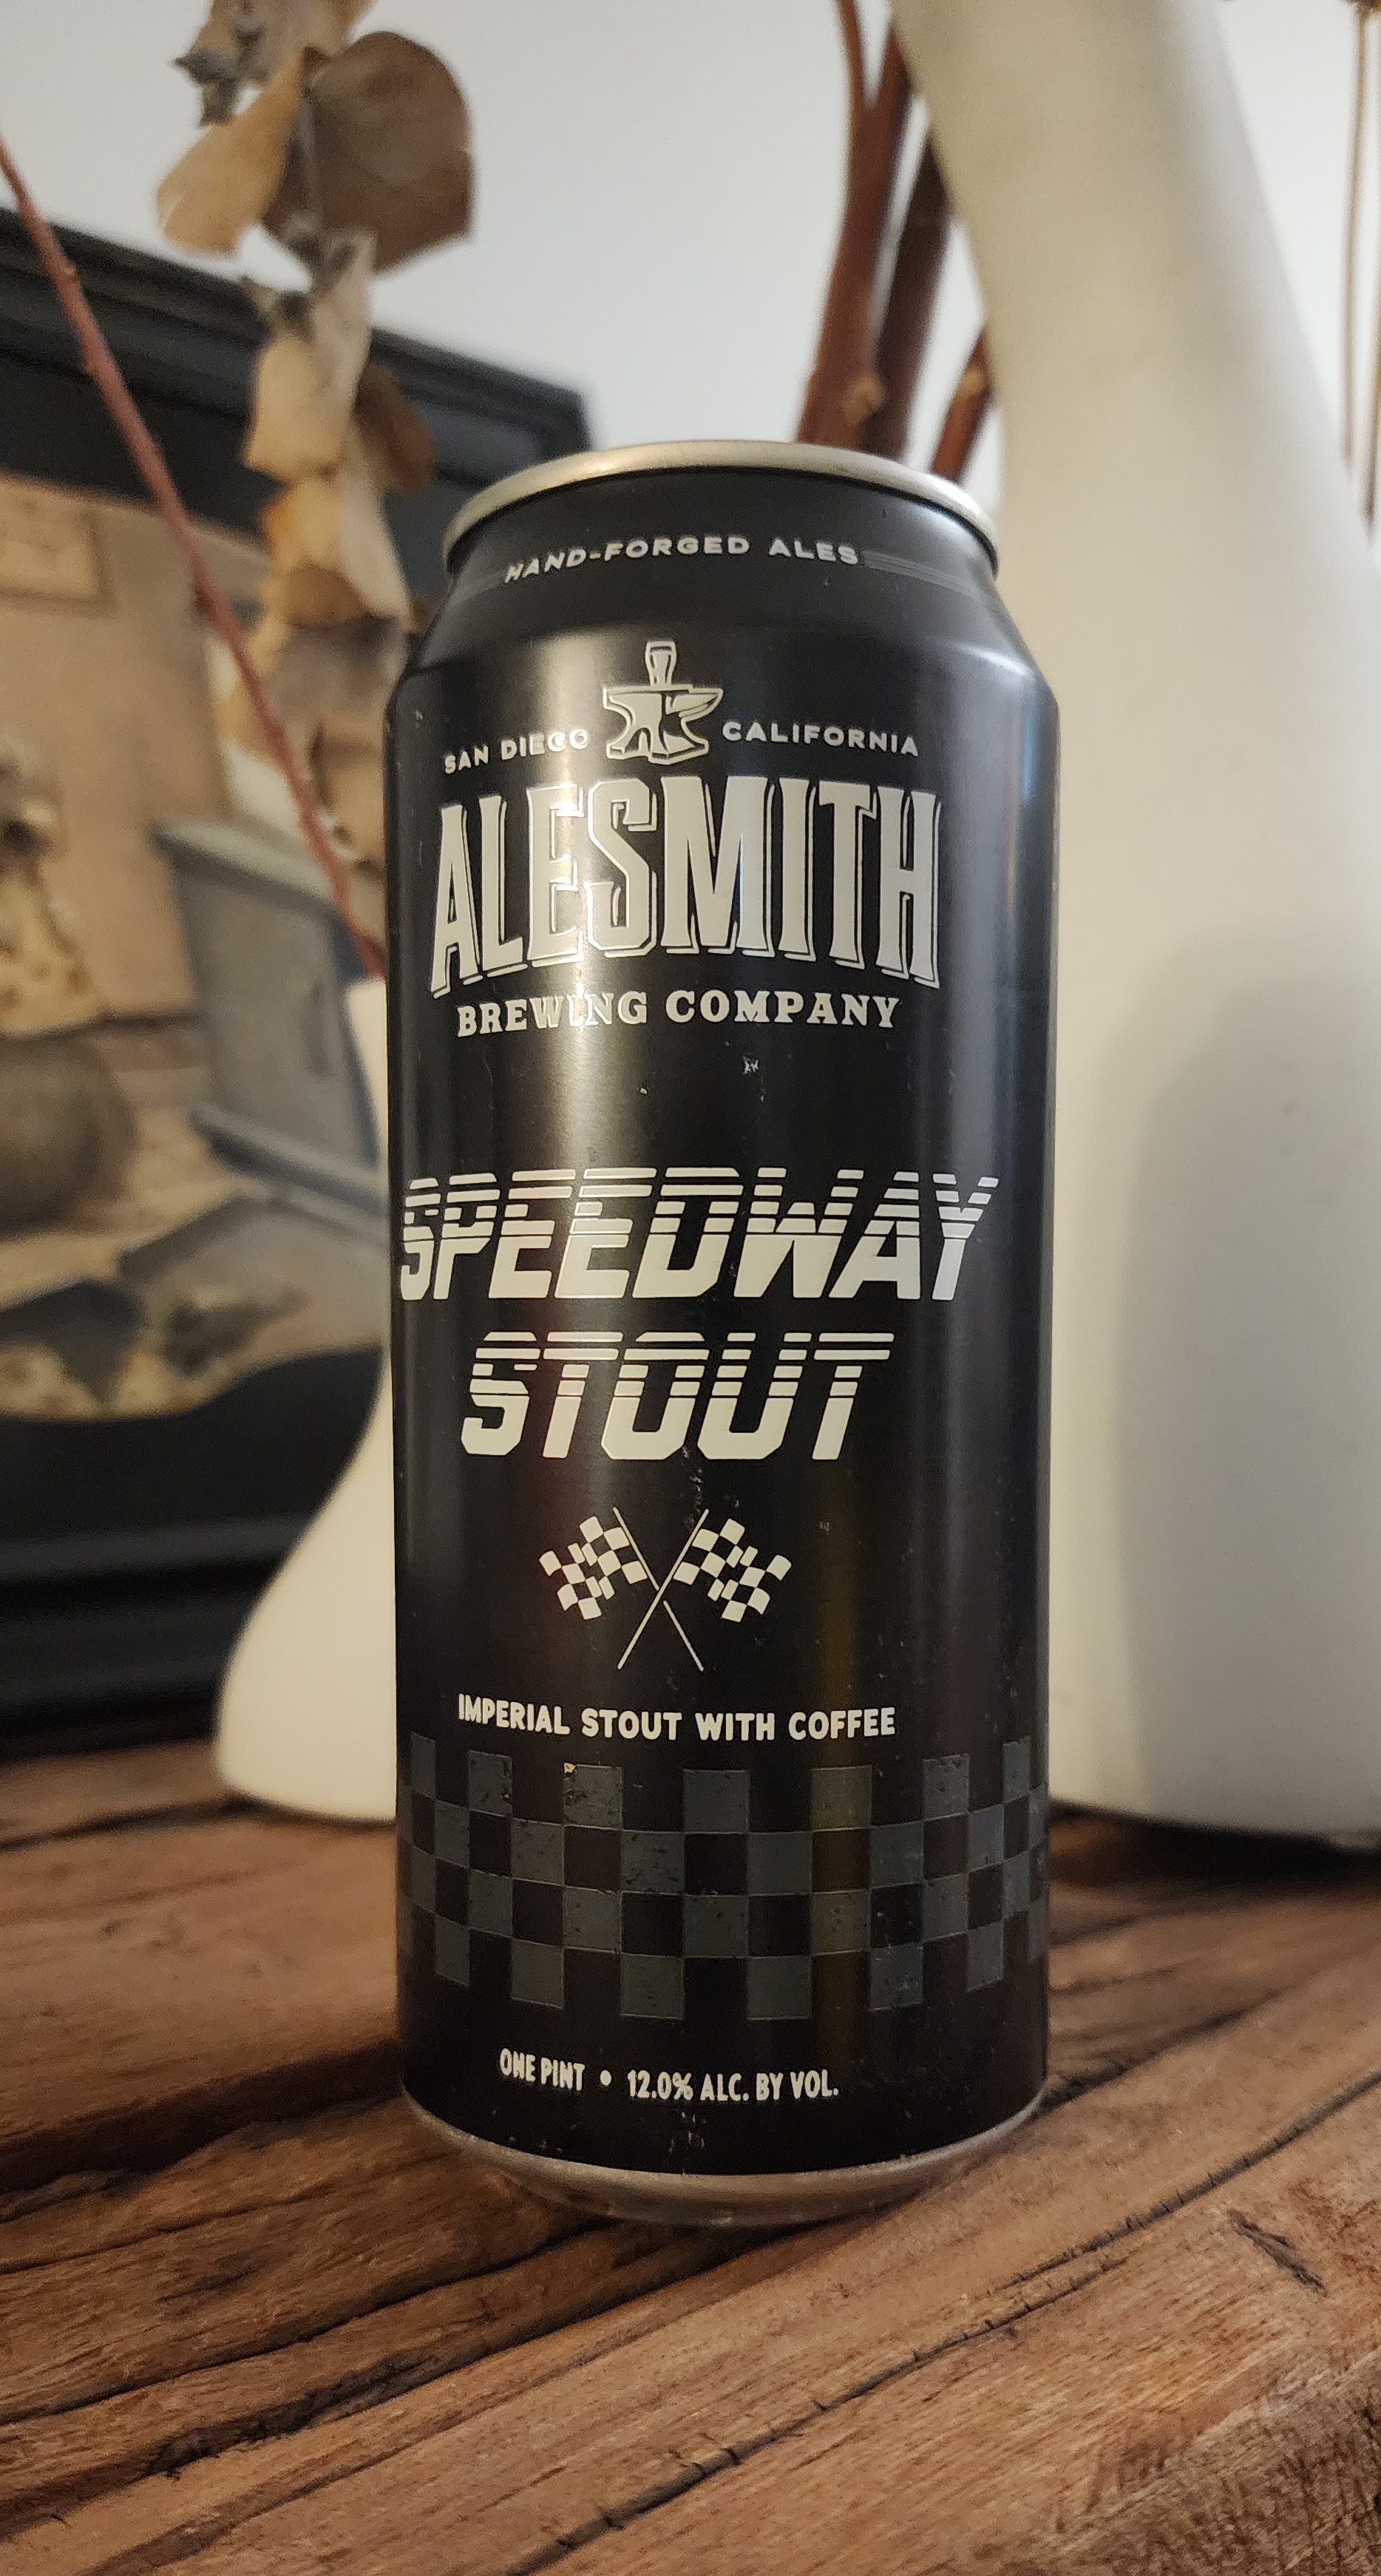 HAND-FORGED ALES
SAN DIEGO CALIFORNIA
ALESMITH
BREWING COMPANY
SPEEDWAY
STOUT
IMPERIAL STOUT WITH COFFEE
ONE PINT • 12.0% ALC. BY VOL.